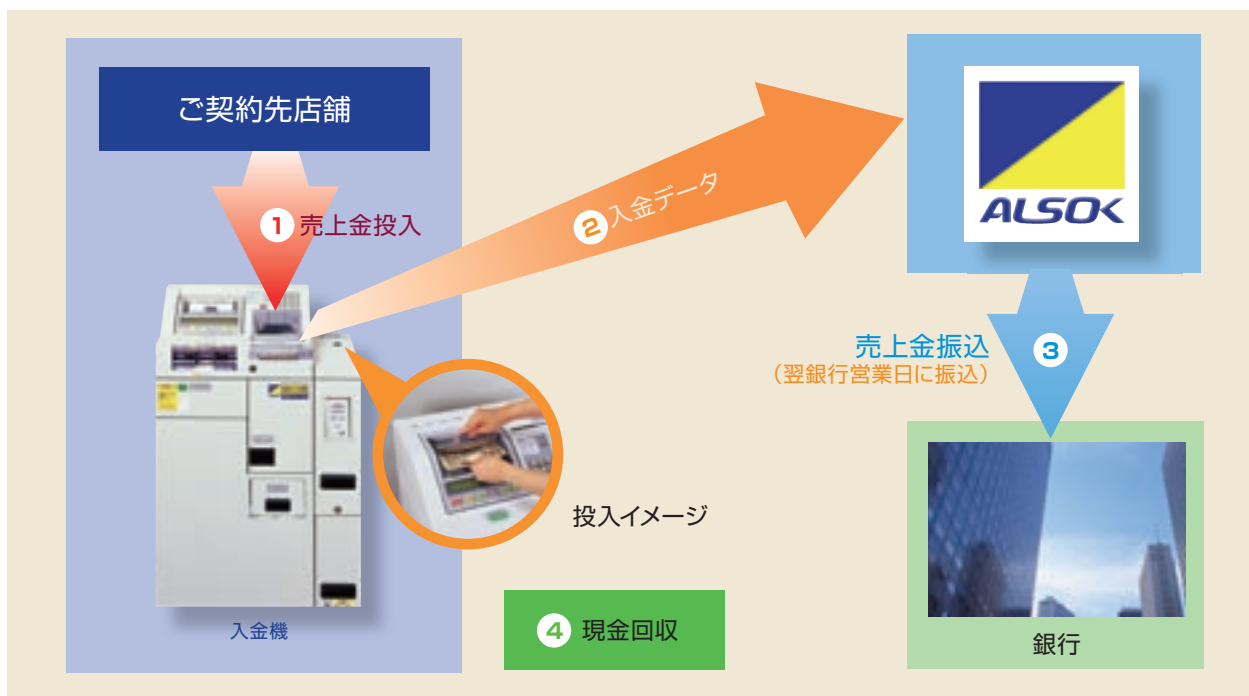 ご契約先店舗
1 売上金投入
2 入金データ
ALSOK
売上金振込
3
（翌銀行営業日に振込）
投入イメージ
入金機
4 現金回収
銀行